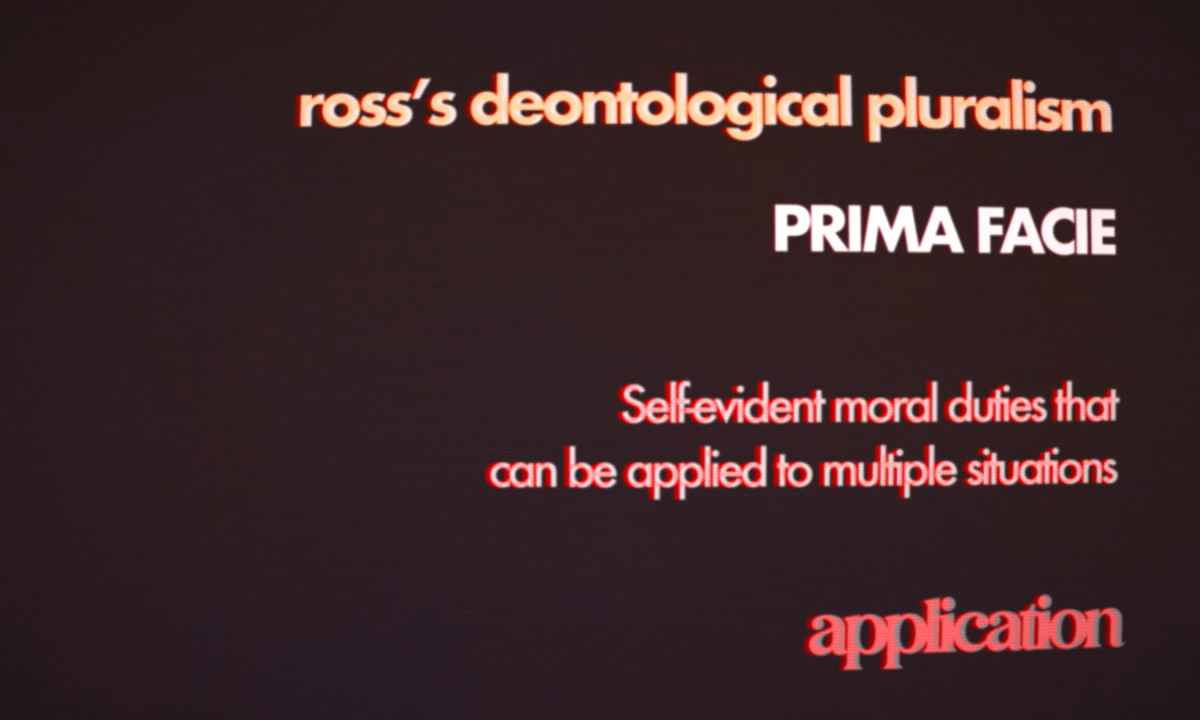 ross's deontological pluralism
PRIMA FACIE
Self-evident moral duties that
can be applied to multiple situations
application